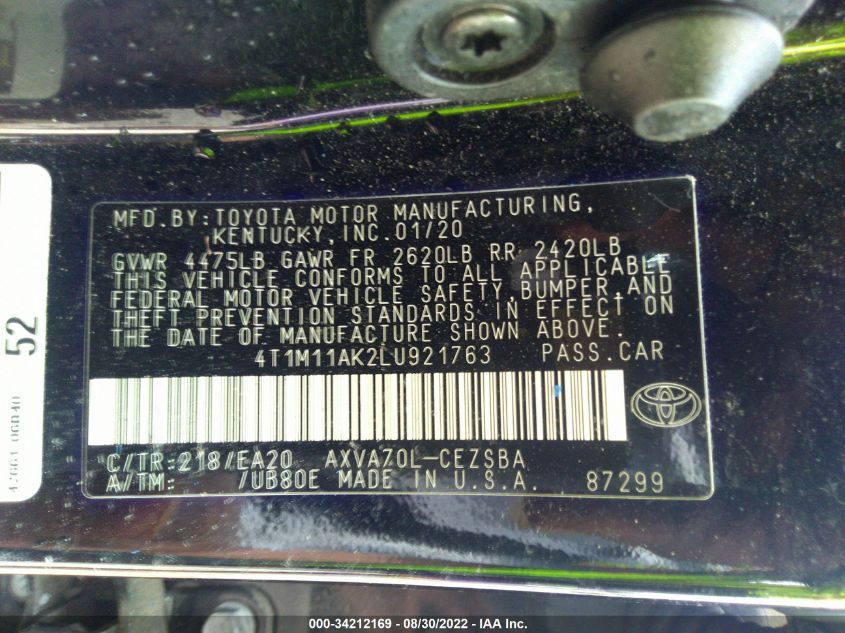 MFD.BY:TOYOTA MOTOR MANUFACTURING,
KENTUCKY,INC.01/20
GVWR 4475LB GAWR FR 2620LB RR 2420LB
THIS VEHICLE CONFORMS TO ALL APPLICABLE
FEDERAL MOTOR VEHICLE SAFETY,BUMPER,AND
THEFT PREVENTION STANDARDS IN EFFECT ON
THE DATE OF MANUFACTURE SHOWN ABOVE.
4T1M11AK2LU921763 PASS.CAR
C/TR:218/EA20 AXVA70L-CEZSBA
A/TM: /UB80E MADE IN U.S.A. 87299
52
000-34212169 - 08/30/2022 - IAA Inc.